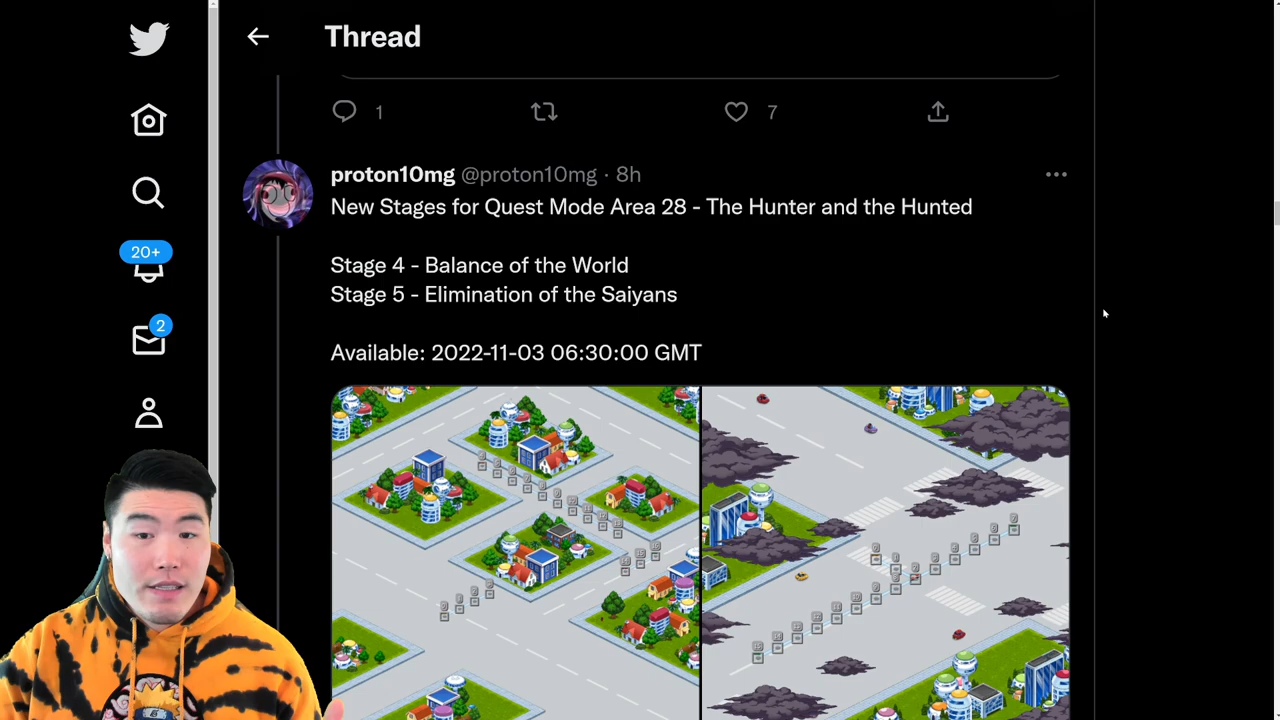 Thread
1
7
proton10mg @proton10mg · 8h
New Stages for Quest Mode Area 28 - The Hunter and the Hunted
20+
Stage 4 - Balance of the World
Stage 5 - Elimination of the Saiyans
2
Available: 2022-11-03 06:30:00 GMT